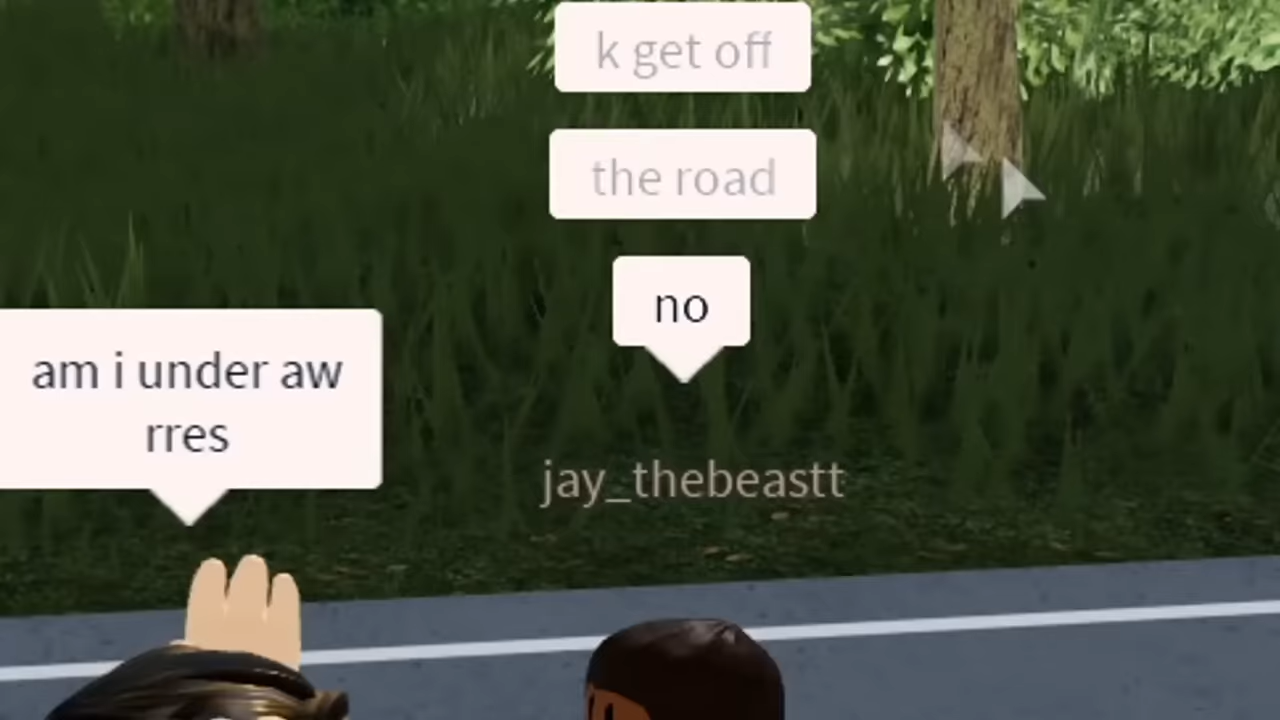 k get off
the road
no
am i under aw
rres
jay_thebeastt